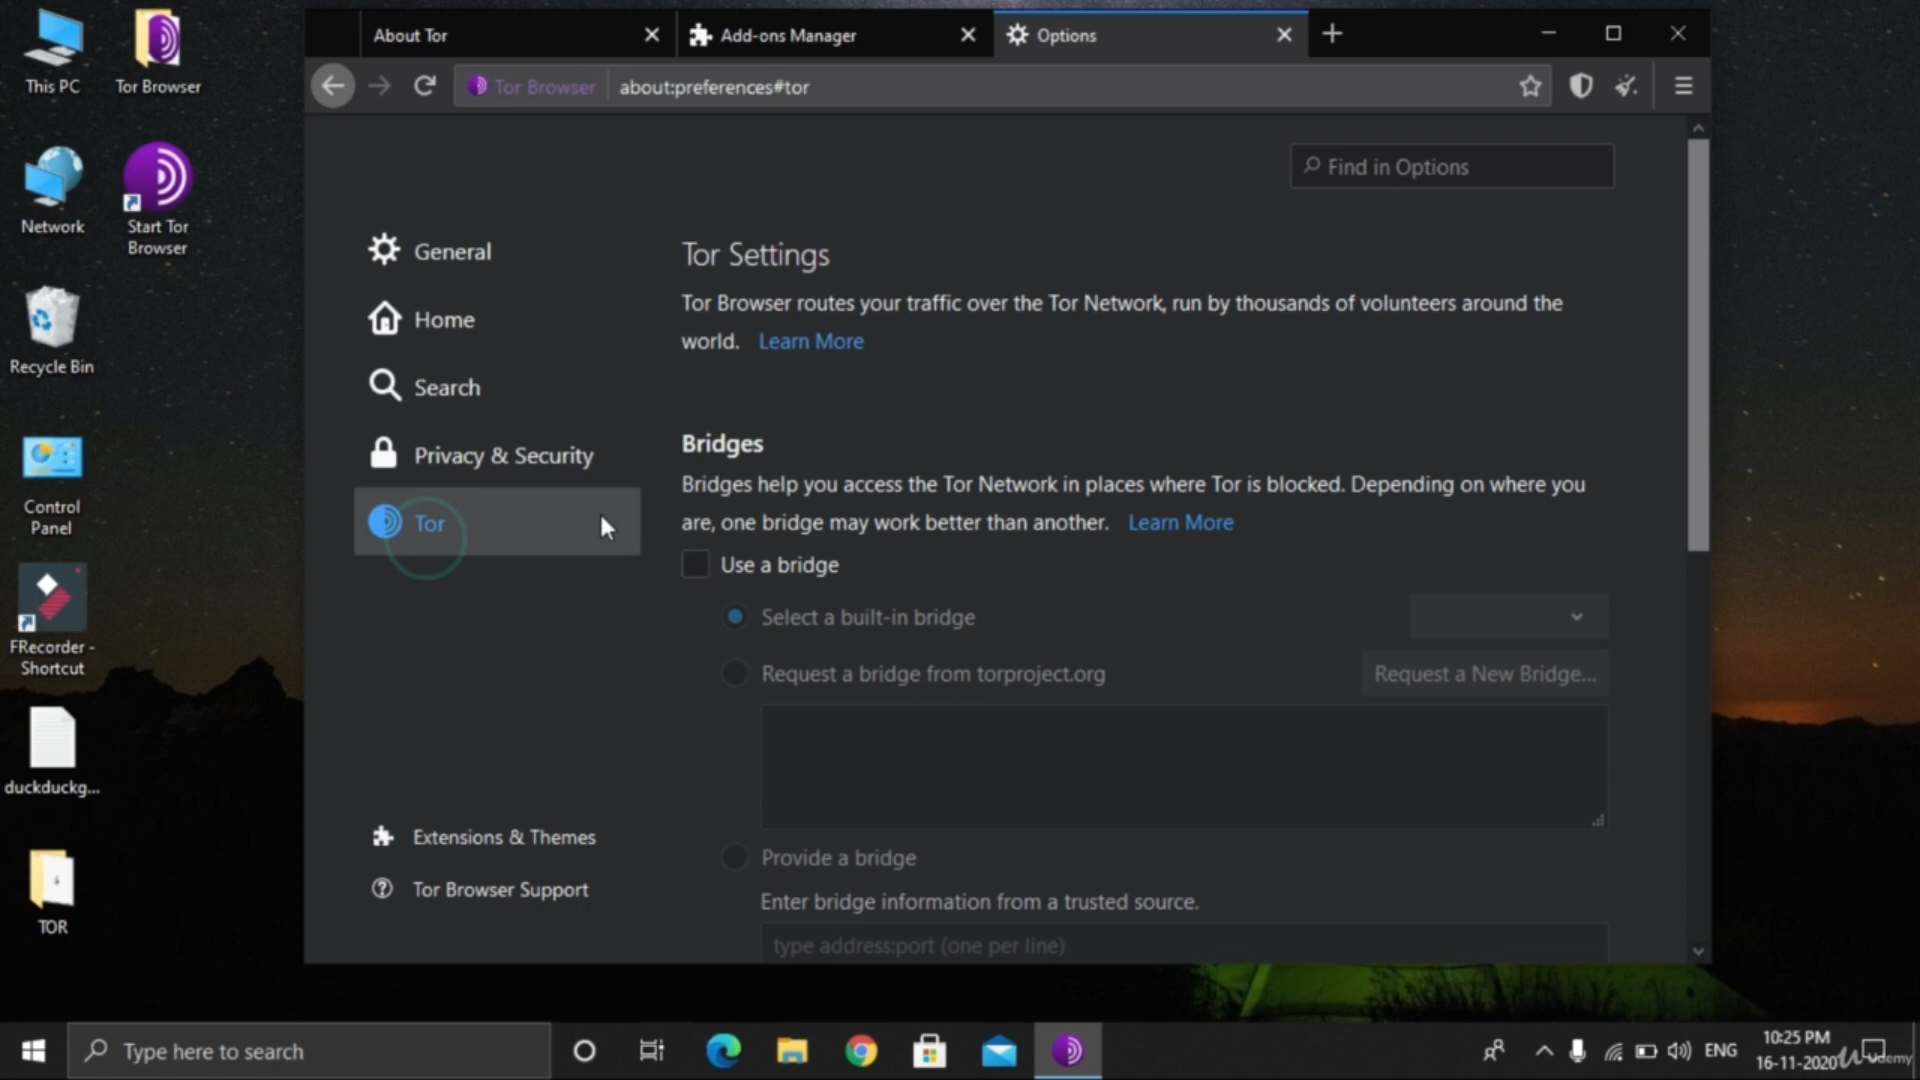 This PC
Tor Browser
Network
Start Tor
Browser
Recycle Bin
Control
Panel
FRecorder -
Shortcut
duckduckg...
TOR
About Tor
Add-ons Manager
Options
Tor Browser
about:preferences#tor
Find in Options
General
Home
Search
Privacy & Security
Tor
Extensions & Themes
Tor Browser Support
Tor Settings
Tor Browser routes your traffic over the Tor Network, run by thousands of volunteers around the
world. Learn More
Bridges
Bridges help you access the Tor Network in places where Tor is blocked. Depending on where you
are, one bridge may work better than another. Learn More
Use a bridge
Select a built-in bridge
Request a bridge from torproject.org
Request a New Bridge...
Provide a bridge
Enter bridge information from a trusted source.
type address:port (one per line)
Type here to search
ENG
10:25 PM
16-11-2020
Udemy